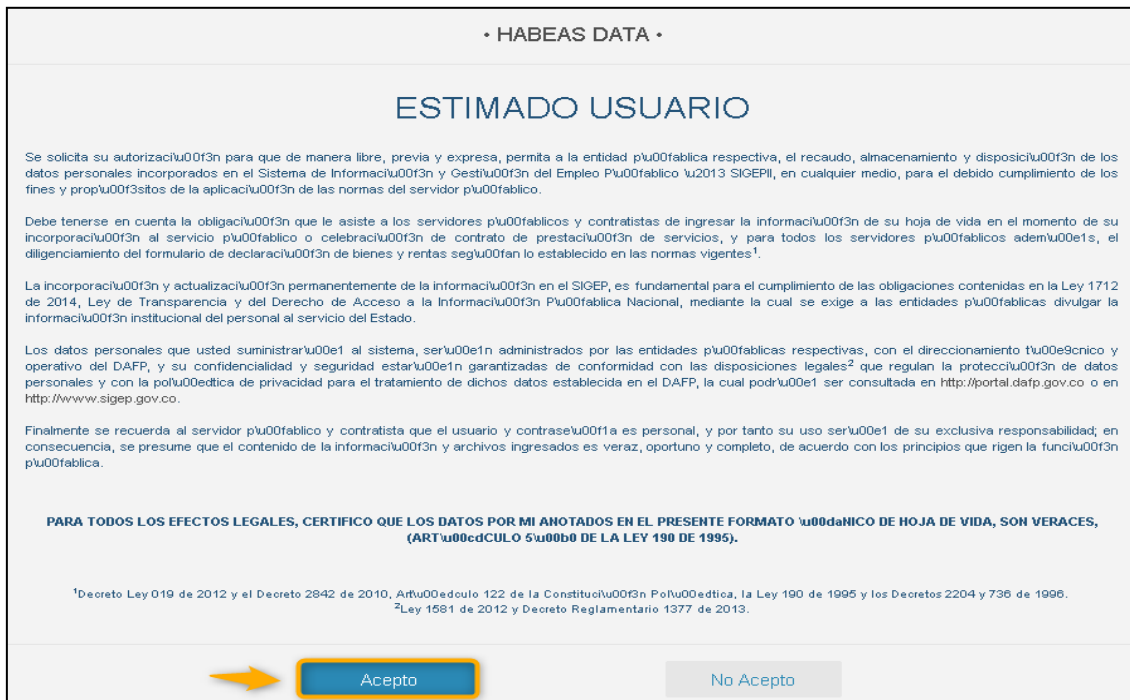 • HABEAS DATA •
ESTIMADO USUARIO
Se solicita su autorizaci\u00f3n para que de manera libre, previa y expresa, permita a la entidad p\u00fablica respectiva, el recaudo, almacenamiento y disposici\u00f3n de los
datos personales incorporados en el Sistema de Informaci\u00f3n y Gesti\u00f3n del Empleo P\u00fablico \u2013 SIGEPII, en cualquier medio, para el debido cumplimiento de los
fines y prop\u00f3sitos de la aplicaci\u00f3n de las normas del servidor p\u00fablico.
Debe tenerse en cuenta la obligaci\u00f3n que le asiste a los servidores p\u00fablicos y contratistas de ingresar la informaci\u00f3n de su hoja de vida en el momento de su
incorporaci\u00f3n al servicio p\u00fablico o celebraci\u00f3n de contrato de prestaci\u00f3n de servicios, y para todos los servidores p\u00fablicos adem\u00e1s, el
diligenciamiento del formulario de declaraci\u00f3n de bienes y rentas seg\u00fan lo establecido en las normas vigentes¹.
La incorporaci\u00f3n y actualizaci\u00f3n permanentemente de la informaci\u00f3n en el SIGEP, es fundamental para el cumplimiento de las obligaciones contenidas en la Ley 1712
de 2014, Ley de Transparencia y del Derecho de Acceso a la Informaci\u00f3n P\u00fablica Nacional, mediante la cual se exige a las entidades p\u00fablicas divulgar la
informaci\u00f3n institucional del personal al servicio del Estado.
Los datos personales que usted suministrar\u00e1 al sistema, ser\u00e1n administrados por las entidades p\u00fablicas respectivas, con el direccionamiento t\u00e9cnico y
operativo del DAFP, y su confidencialidad y seguridad estar\u00e1n garantizadas de conformidad con las disposiciones legales² que regulan la protecci\u00f3n de datos
personales y con la pol\u00edtica de privacidad para el tratamiento de dichos datos establecida en el DAFP, la cual podr\u00e1 ser consultada en http://portal.dafp.gov.co o en
http://www.sigep.gov.co.
Finalmente se recuerda al servidor p\u00fablico y contratista que el usuario y contrase\u00f1a es personal, y por tanto su uso ser\u00e1 de su exclusiva responsabilidad; en
consecuencia, se presume que el contenido de la informaci\u00f3n y archivos ingresados es veraz, oportuno y completo, de acuerdo con los principios que rigen la funci\u00f3n
p\u00fablica.
PARA TODOS LOS EFECTOS LEGALES, CERTIFICO QUE LOS DATOS POR MI ANOTADOS EN EL PRESENTE FORMATO \u00daNICO DE HOJA DE VIDA, SON VERACES,
(ART\u00cdCULO 5\u00b0 DE LA LEY 190 DE 1995).
¹Decreto Ley 019 de 2012 y el Decreto 2842 de 2010, Art\u00edculo 122 de la Constituci\u00f3n Pol\u00edtica, la Ley 190 de 1995 y los Decretos 2204 y 736 de 1996.
²Ley 1581 de 2012 y Decreto Reglamentario 1377 de 2013.
Acepto
No Acepto